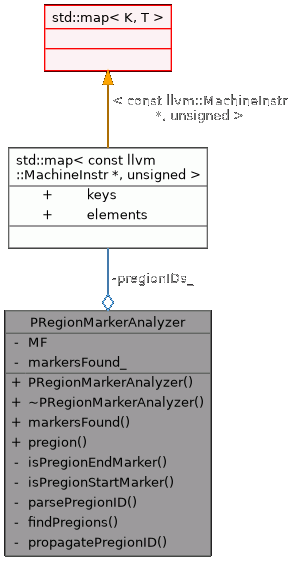 std::map< K, T >
< const llvm::MachineInstr
*, unsigned >
std::map< const llvm
::MachineInstr *, unsigned >
+ keys
+ elements
-pregionIDs_
PRegionMarkerAnalyzer
- MF
- markersFound_
+ PRegionMarkerAnalyzer()
+ ~PRegionMarkerAnalyzer()
+ markersFound()
+ pregion()
- isPregionEndMarker()
- isPregionStartMarker()
- parsePregionID()
- findPregions()
- propagatePregionID()